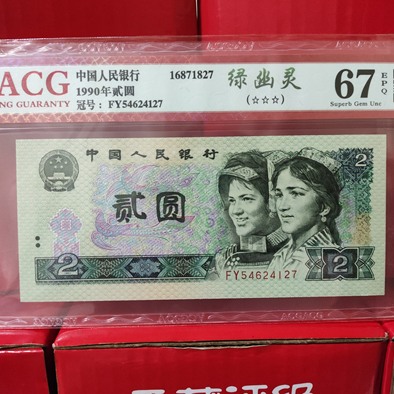 ACG
NG GUARANTY
中国人民银行
1990年贰圆
冠号: FY54624127
16871827
绿幽灵
(☆☆☆)
67
EPQ
Superb Gem Unc
中国人民银行
贰圆
2
2
2
FY54624127